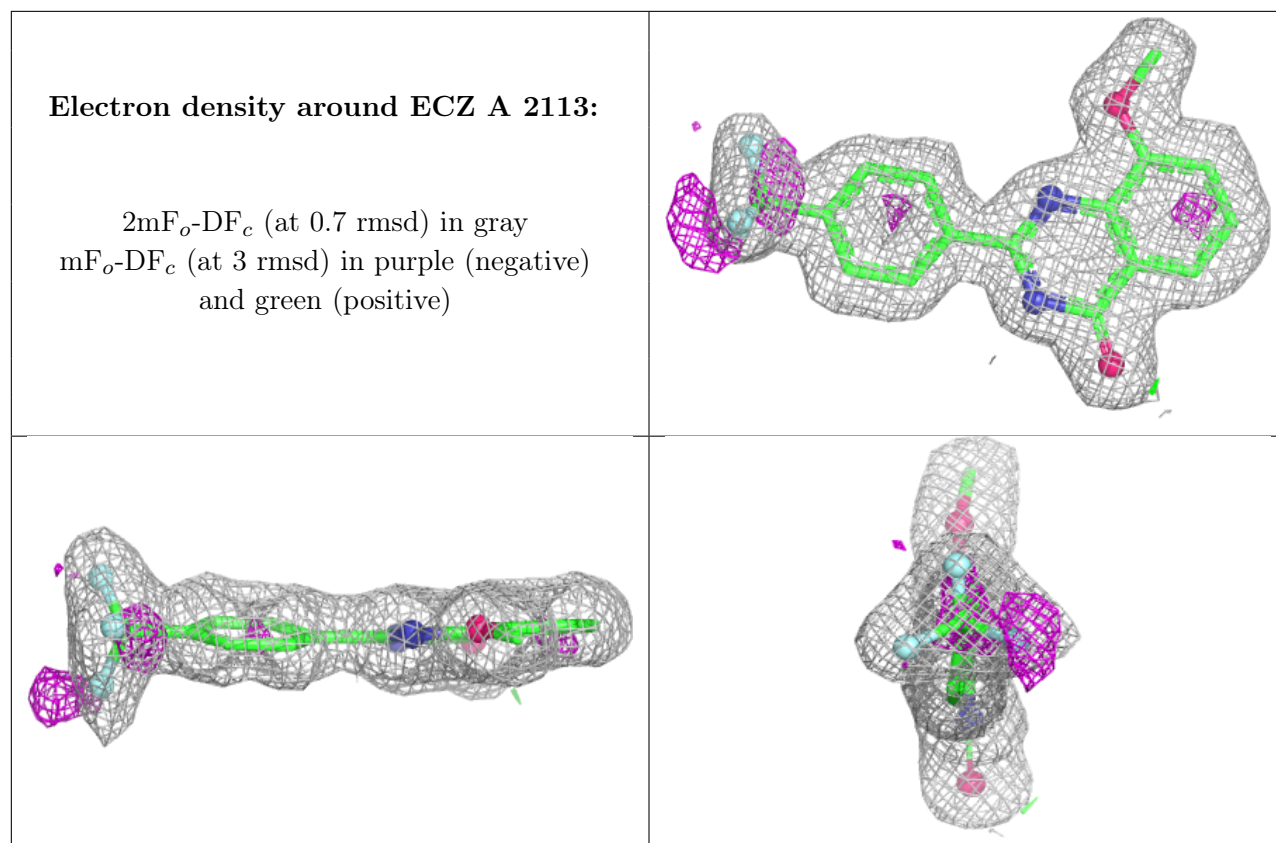 Electron density around ECZ A 2113:
2mFo-DFc (at 0.7 rmsd) in gray
mFo-DFc (at 3 rmsd) in purple (negative)
and green (positive)